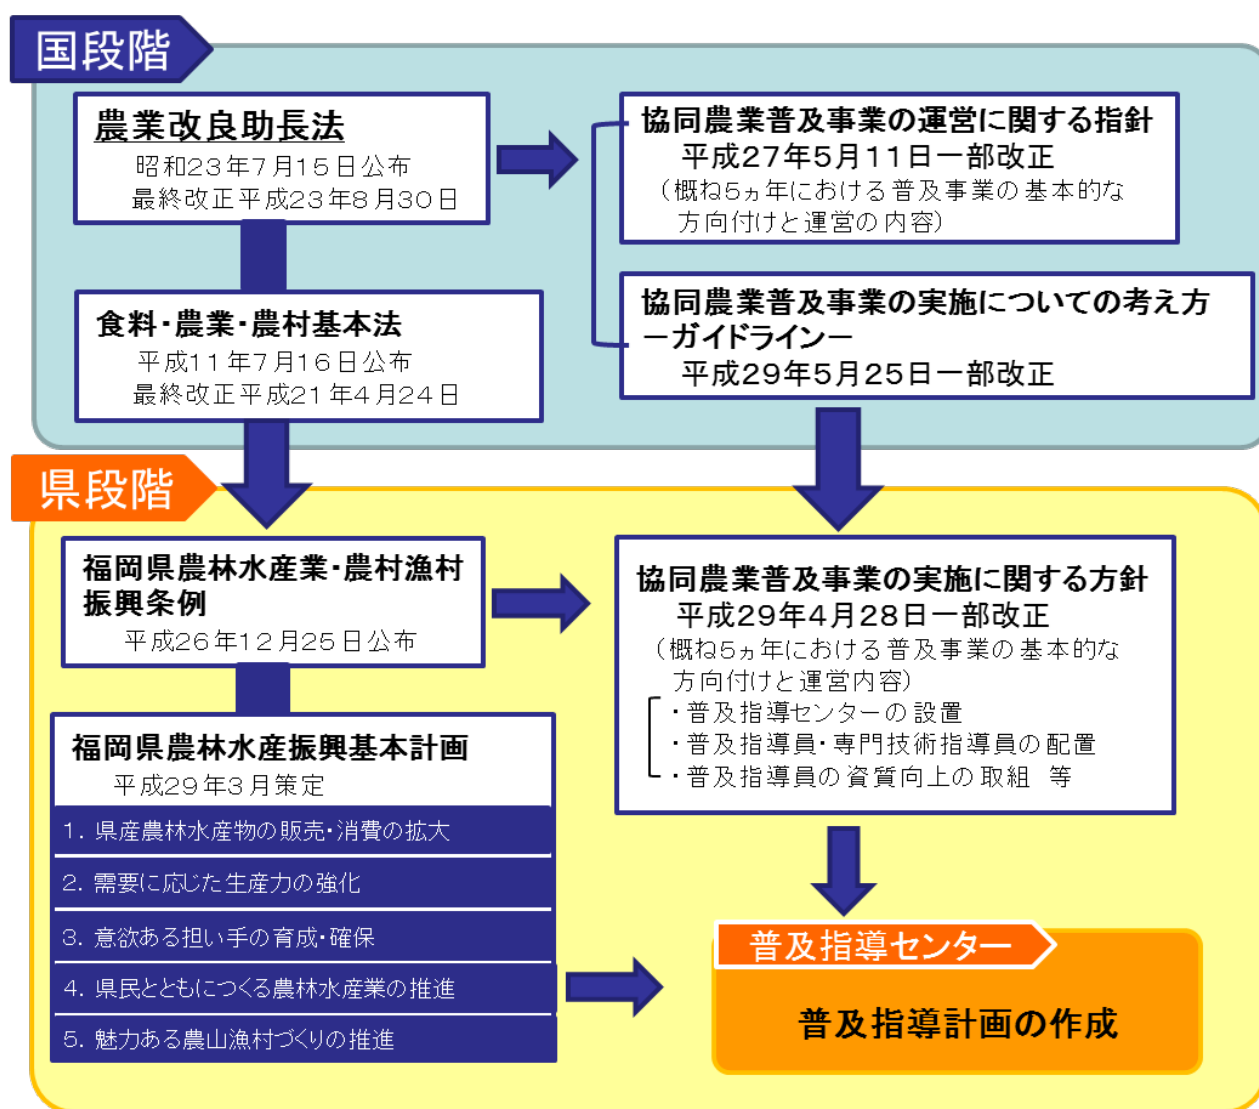 国段階
農業改良助長法
昭和23年7月15日公布
最終改正平成23年8月30日
食料・農業・農村基本法
平成11年7月16日公布
最終改正平成21年4月24日
協同農業普及事業の運営に関する指針
平成27年5月11日一部改正
（概ね5ヵ年における普及事業の基本的な
方向付けと運営の内容）
協同農業普及事業の実施についての考え方
－ガイドライン－
平成29年5月25日一部改正
県段階
福岡県農林水産業・農村漁村
振興条例
平成26年12月25日公布
福岡県農林水産振興基本計画
平成29年3月策定
1. 県産農林水産物の販売・消費の拡大
2. 需要に応じた生産力の強化
3. 意欲ある担い手の育成・確保
4. 県民とともにつくる農林水産業の推進
5. 魅力ある農山漁村づくりの推進
協同農業普及事業の実施に関する方針
平成29年4月28日一部改正
（概ね5ヵ年における普及事業の基本的な
方向付けと運営内容）
・普及指導センターの設置
・普及指導員・専門技術指導員の配置
・普及指導員の資質向上の取組　等
普及指導センター
普及指導計画の作成